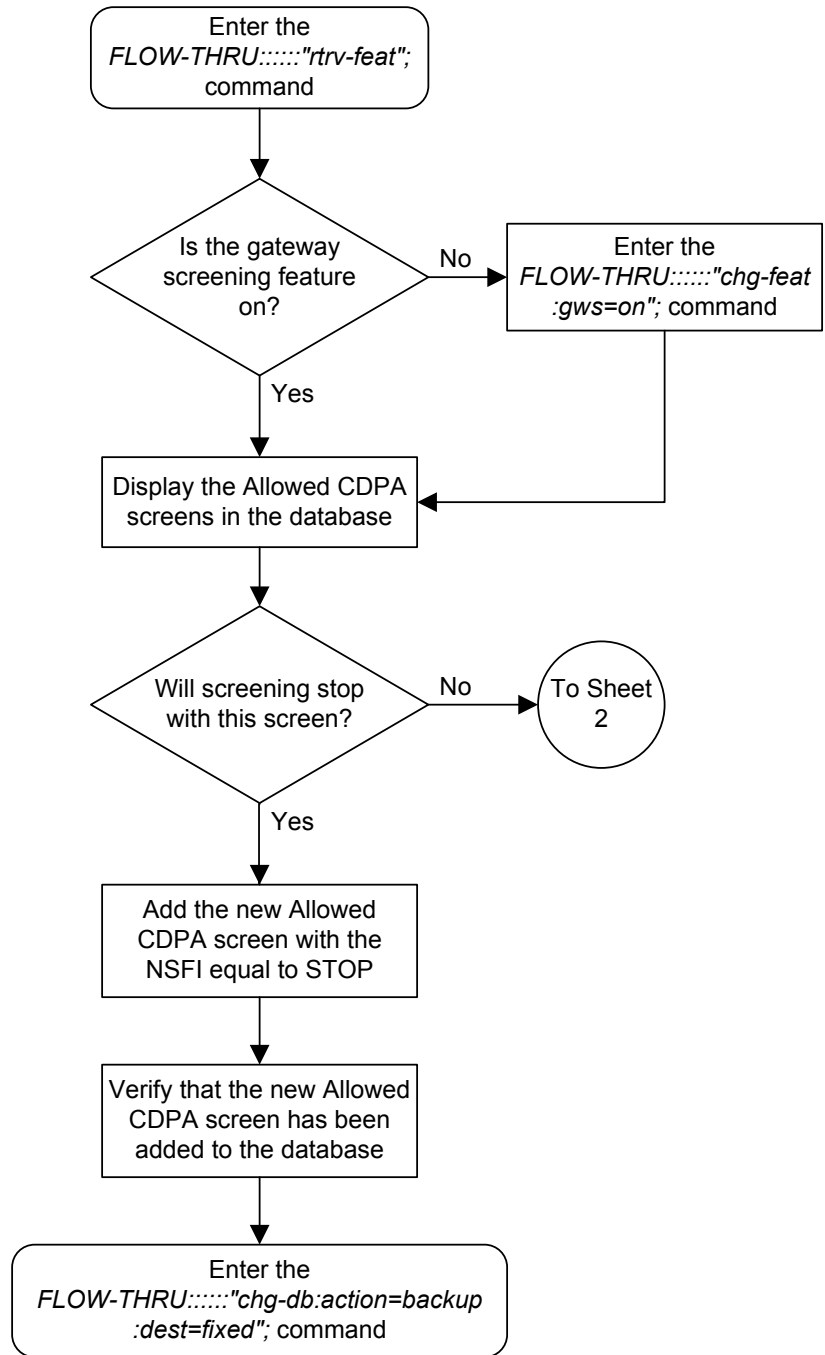 Enter the
FLOW-THRU::::::"rtrv-feat";
command
Is the gateway
screening feature
on?
No
Enter the
FLOW-THRU::::::"chg-feat
:gws=on"; command
Yes
Display the Allowed CDPA
screens in the database
Will screening stop
with this screen?
No
To Sheet
2
Yes
Add the new Allowed
CDPA screen with the
NSFI equal to STOP
Verify that the new Allowed
CDPA screen has been
added to the database
Enter the
FLOW-THRU::::::"chg-db:action=backup
:dest=fixed"; command